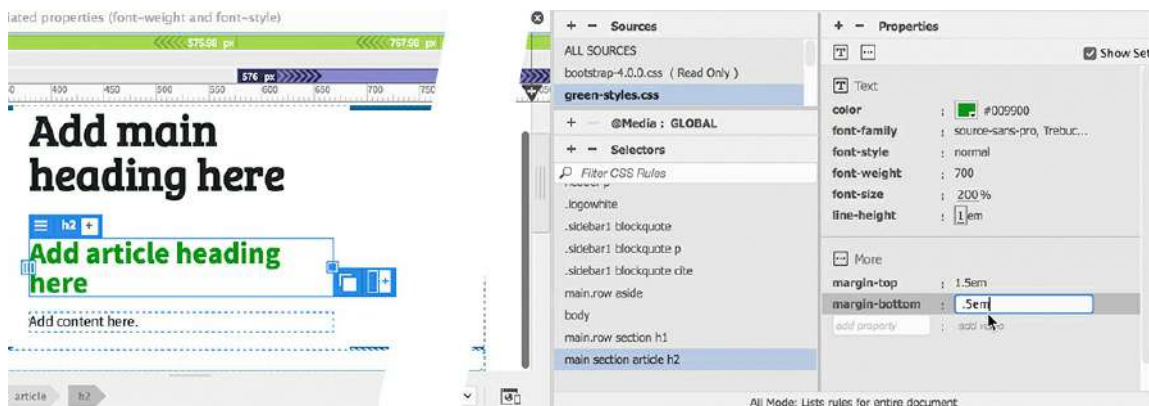 ated properties (font-weight and font-style)
575.98 px
767.98 px
576 px
400 450 500 550 600 650 700 750
Add main
heading here
h2 +
Add article heading
here
Add content here.
article h2
+ - Sources
ALL SOURCES
bootstrap-4.0.0.css ( Read Only )
green-styles.css
+ - @Media : GLOBAL
+ - Selectors
Filter CSS Rules
header p
.logowhite
.sidebar1 blockquote
.sidebar1 blockquote p
.sidebar1 blockquote cite
main.row aside
body
main.row section h1
main section article h2
+ - Properties
T Show Set
T Text
color : #009900
font-family : source-sans-pro, Trebuc...
font-style : normal
font-weight : 700
font-size : 200%
line-height : 1em
More
margin-top : 1.5em
margin-bottom : .5em
add property : add value
All Mode: Lists rules for entire document